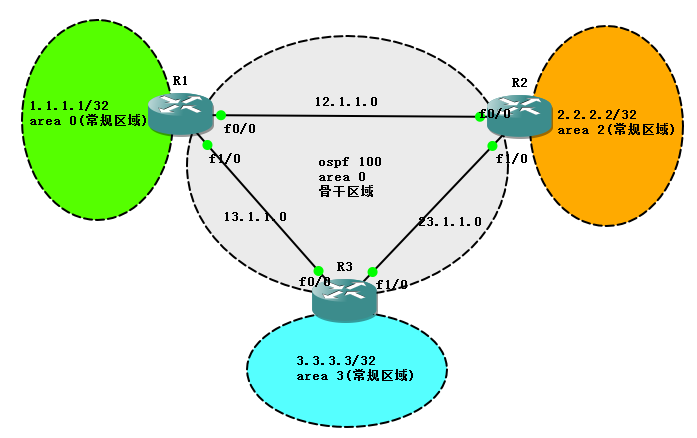 R1
1.1.1.1/32
area 0(常规区域)
f0/0
f1/0
12.1.1.0
R2
f0/0
f1/0
2.2.2.2/32
area 2(常规区域)
ospf 100
area 0
骨干区域
13.1.1.0
23.1.1.0
R3
f0/0
f1/0
3.3.3.3/32
area 3(常规区域)